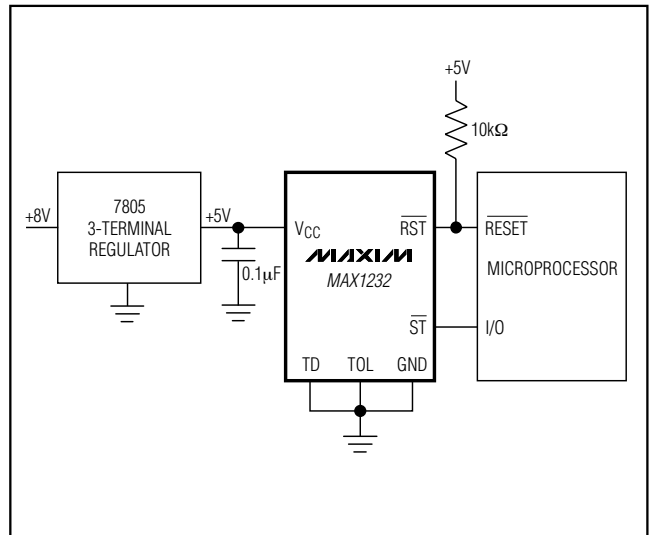 +5V
10kΩ
7805
3-TERMINAL
REGULATOR
+8V
+5V
0.1μF
VCC
RST
MAXIM
MAX1232
ST
TD TOL GND
RESET
MICROPROCESSOR
I/O